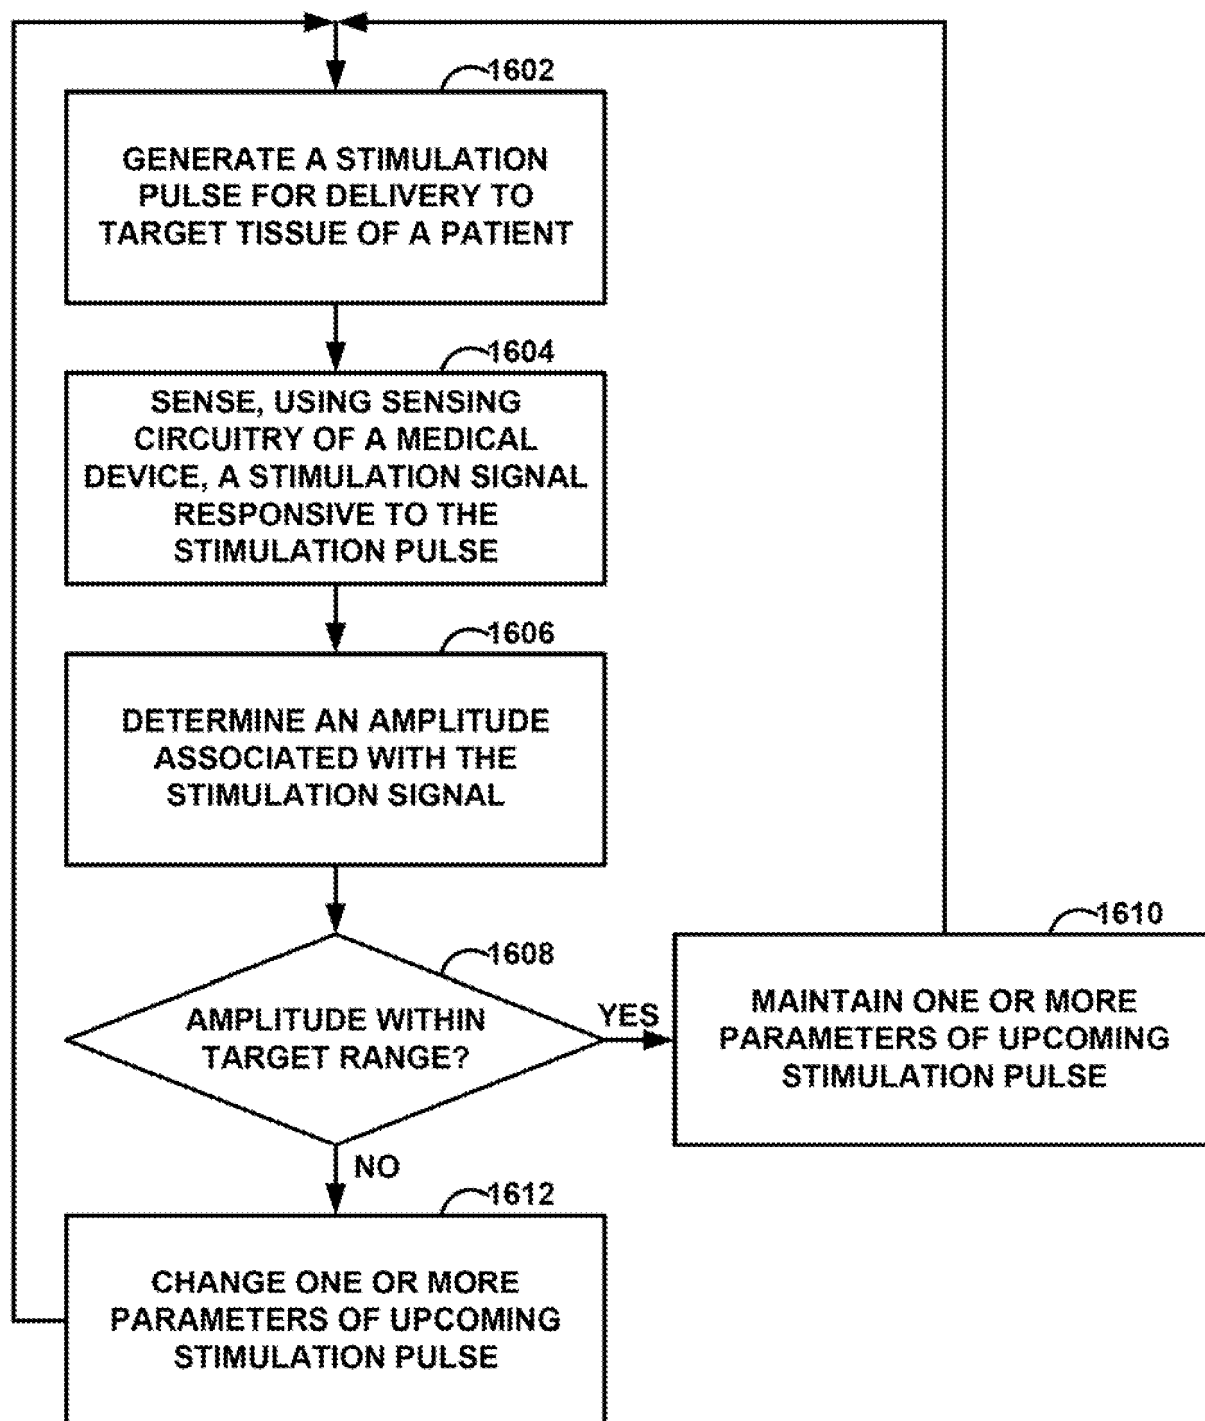 1602
GENERATE A STIMULATION
PULSE FOR DELIVERY TO
TARGET TISSUE OF A PATIENT
1604
SENSE, USING SENSING
CIRCUITRY OF A MEDICAL
DEVICE, A STIMULATION SIGNAL
RESPONSIVE TO THE
STIMULATION PULSE
1606
DETERMINE AN AMPLITUDE
ASSOCIATED WITH THE
STIMULATION SIGNAL
1608
AMPLITUDE WITHIN
TARGET RANGE?
YES
1610
MAINTAIN ONE OR MORE
PARAMETERS OF UPCOMING
STIMULATION PULSE
NO
1612
CHANGE ONE OR MORE
PARAMETERS OF UPCOMING
STIMULATION PULSE